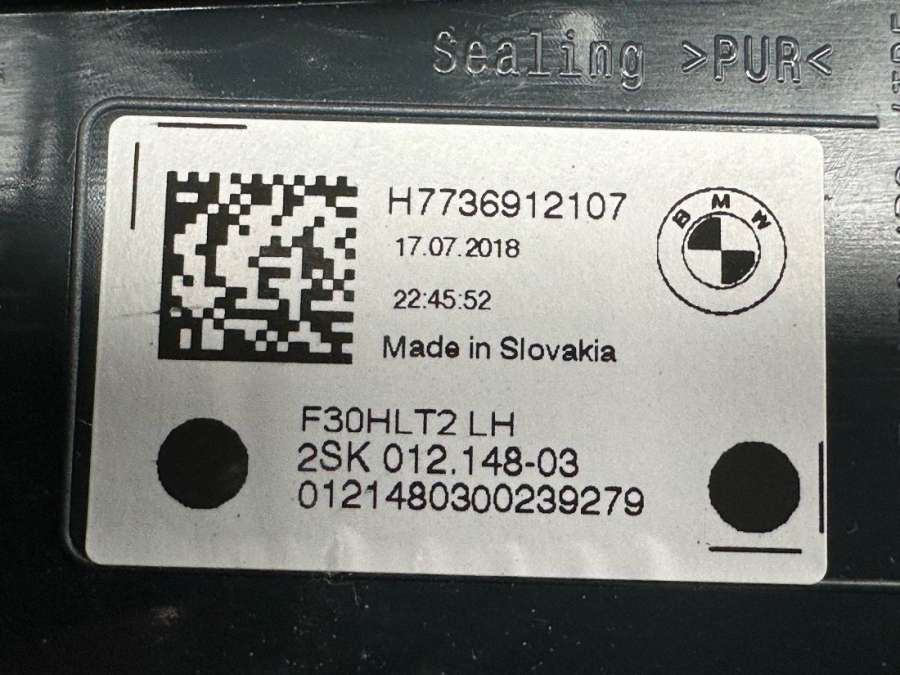 Sealing >PUR<
H7736912107
17.07.2018
22:45:52
Made in Slovakia
BMW
F30HLT2 LH
2SK 012.148-03
0121480300239279